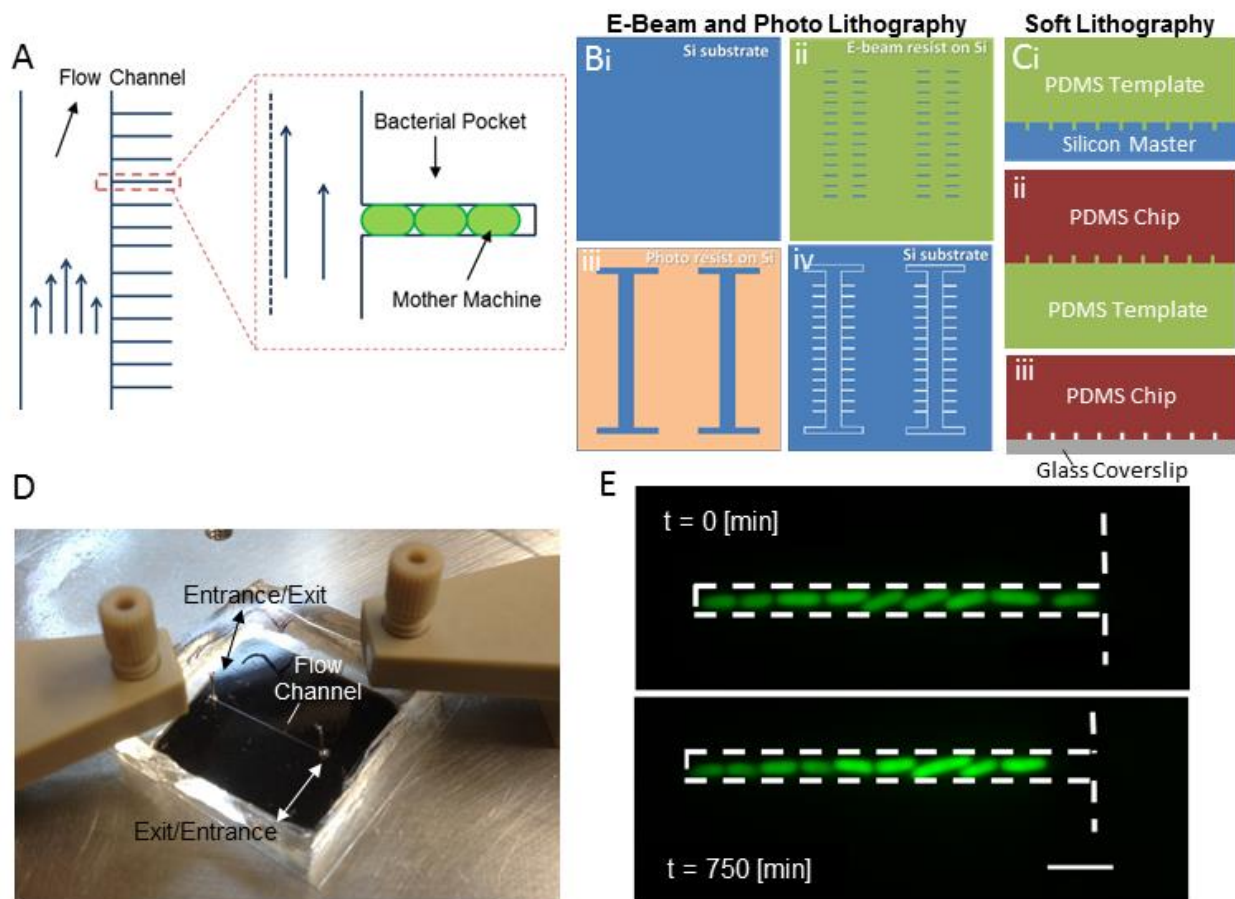 E-Beam and Photo Lithography
Soft Lithography
A
Flow Channel
Bacterial Pocket
Mother Machine
Bi
Si substrate
ii
E-beam resist on Si
iii
Photo resist on Si
iv
Si substrate
Ci
PDMS Template
Silicon Master
ii
PDMS Chip
PDMS Template
iii
PDMS Chip
Glass Coverslip
D
Entrance/Exit
Flow
Channel
Exit/Entrance
E
t = 0 [min]
t = 750 [min]